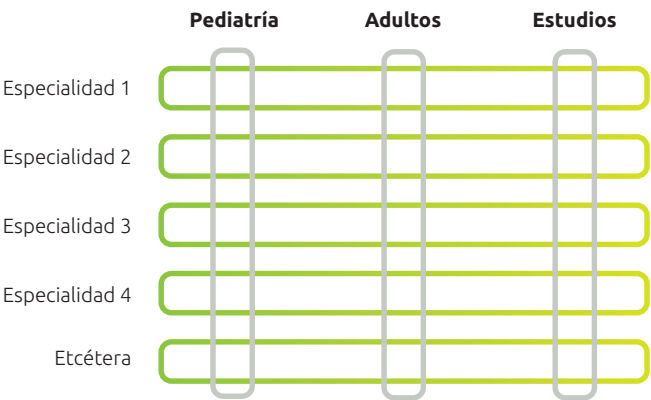 Pediatría Adultos Estudios
Especialidad 1
Especialidad 2
Especialidad 3
Especialidad 4
Etcétera